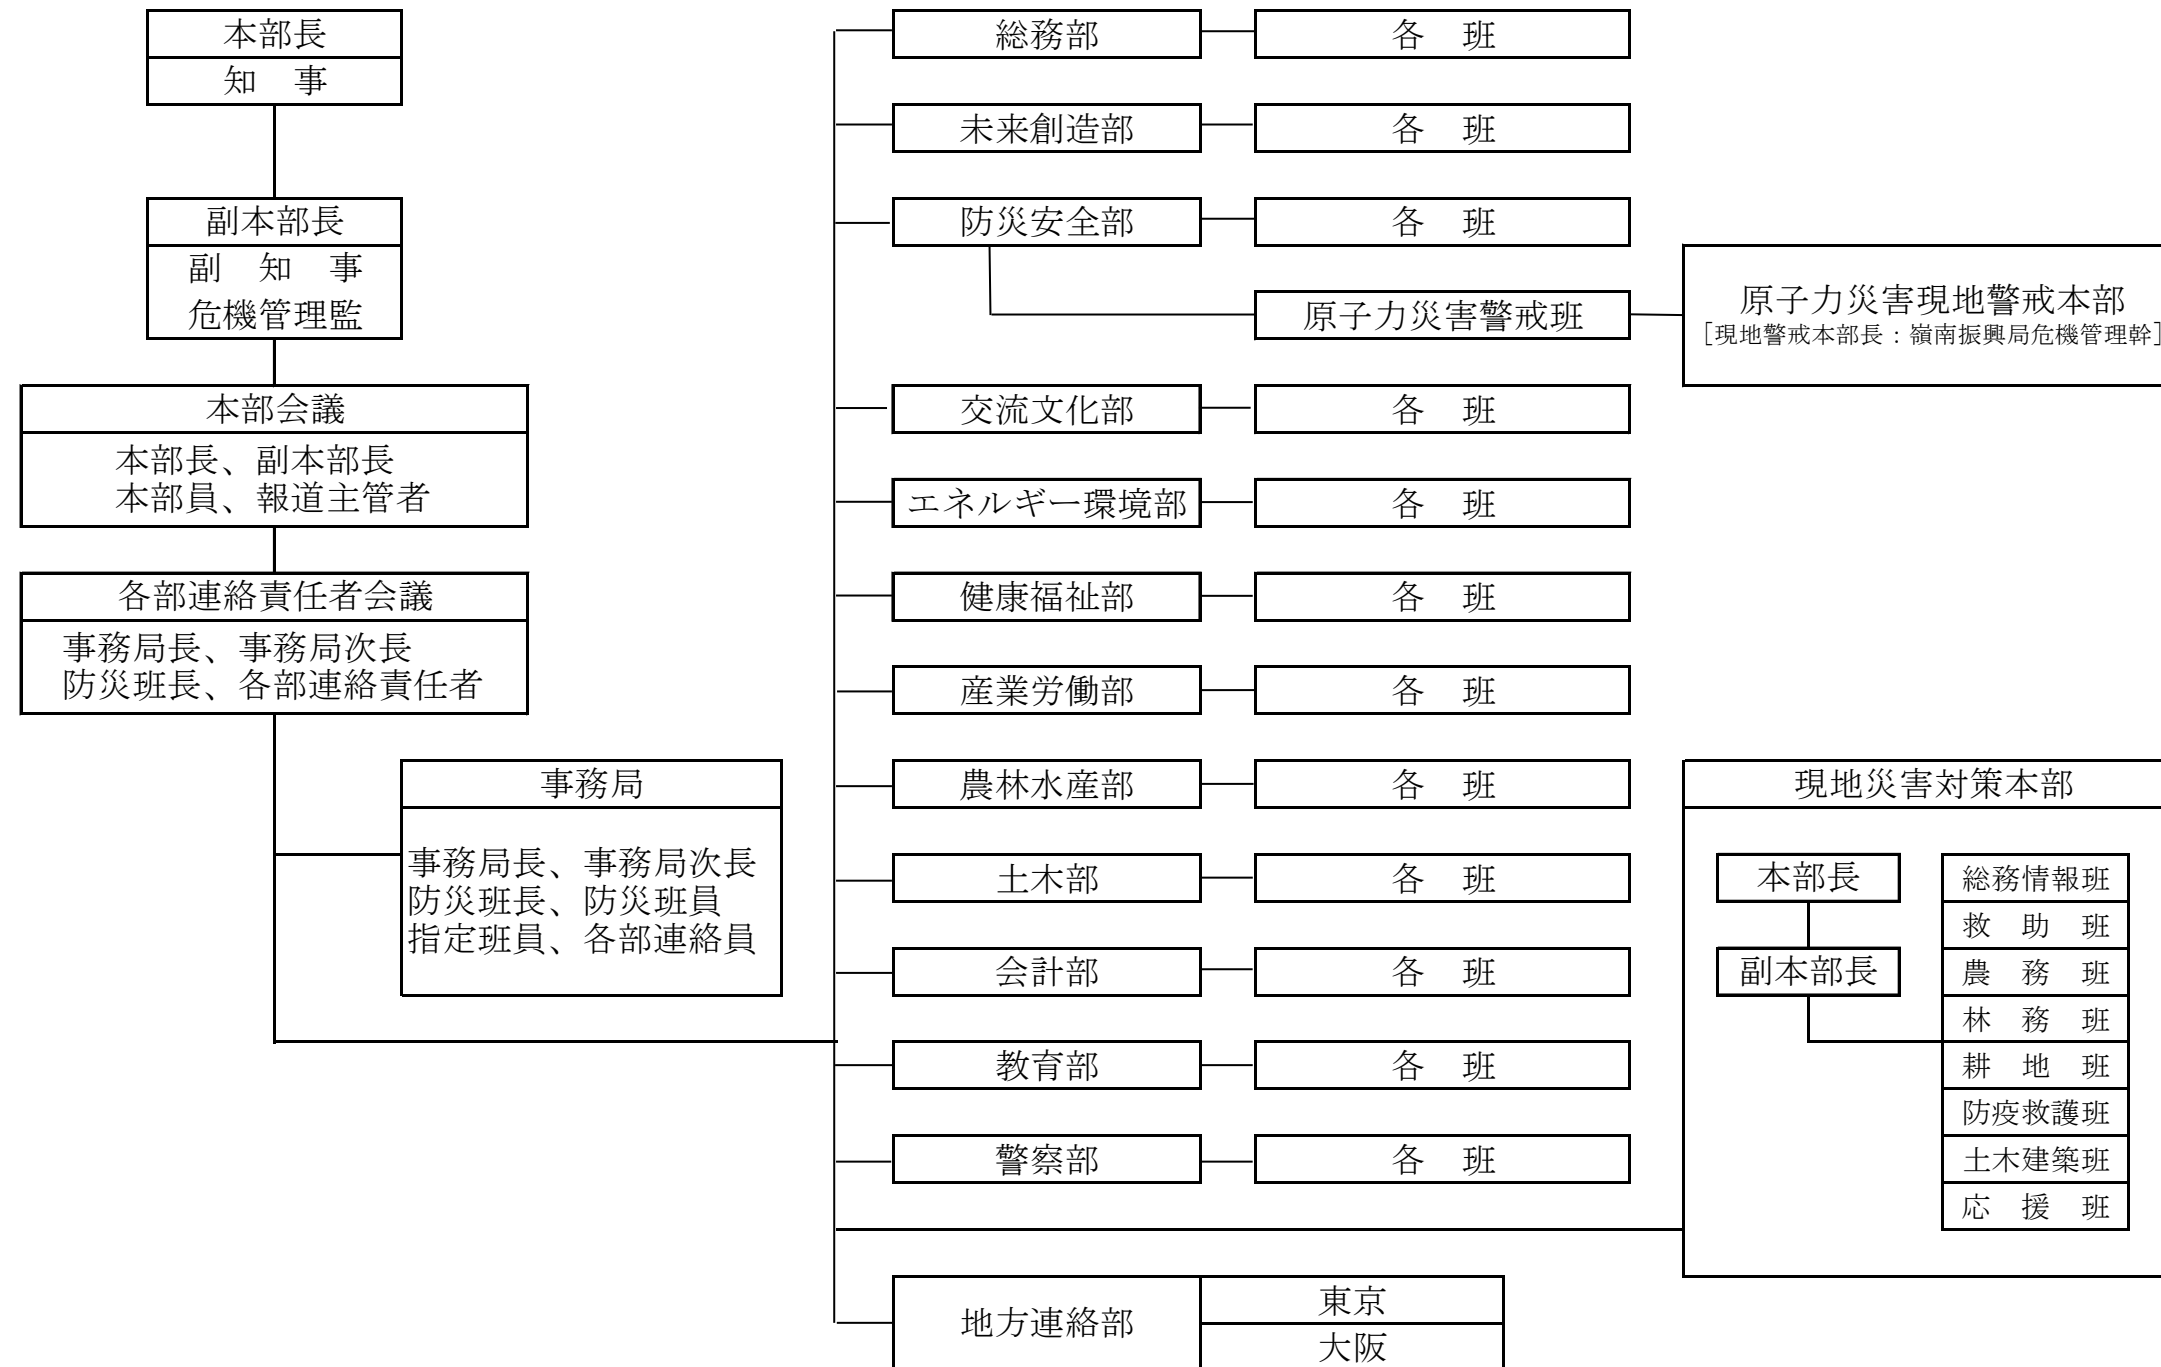 本部長
知　事
副本部長
副　知　事
危機管理監
本部会議
本部長、副本部長
本部員、報道主管者
各部連絡責任者会議
事務局長、事務局次長
防災班長、各部連絡責任者
事務局
事務局長、事務局次長
防災班長、防災班員
指定班員、各部連絡員
総務部
各　班
未来創造部
各　班
防災安全部
各　班
原子力災害警戒班
原子力災害現地警戒本部
［現地警戒本部長：嶺南振興局危機管理幹］
交流文化部
各　班
エネルギー環境部
各　班
健康福祉部
各　班
産業労働部
各　班
農林水産部
各　班
土木部
各　班
会計部
各　班
教育部
各　班
警察部
各　班
現地災害対策本部
本部長
副本部長
総務情報班
救　助　班
農　務　班
林　務　班
耕　地　班
防疫救護班
土木建築班
応　援　班
地方連絡部
東京
大阪